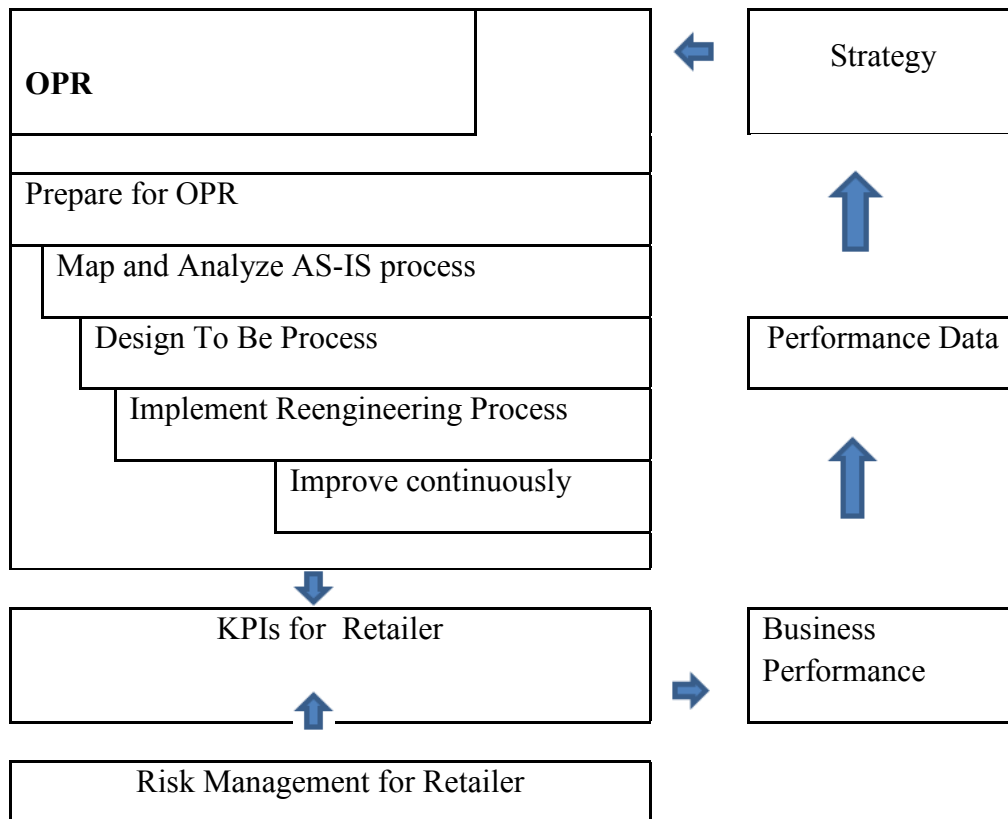 OPR
Strategy
Prepare for OPR
Map and Analyze AS-IS process
Design To Be Process
Performance Data
Implement Reengineering Process
Improve continuously
KPIs for Retailer
Business
Performance
Risk Management for Retailer